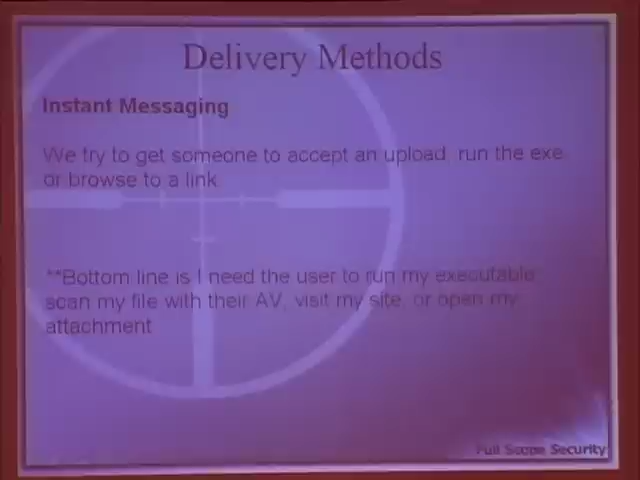 Delivery Methods
Instant Messaging
We try to get someone to accept an upload, run the exe
or browse to a link
**Bottom line is I need the user to run my executable
scan my file with their AV, visit my site, or open my
attachment
Full Scope Security